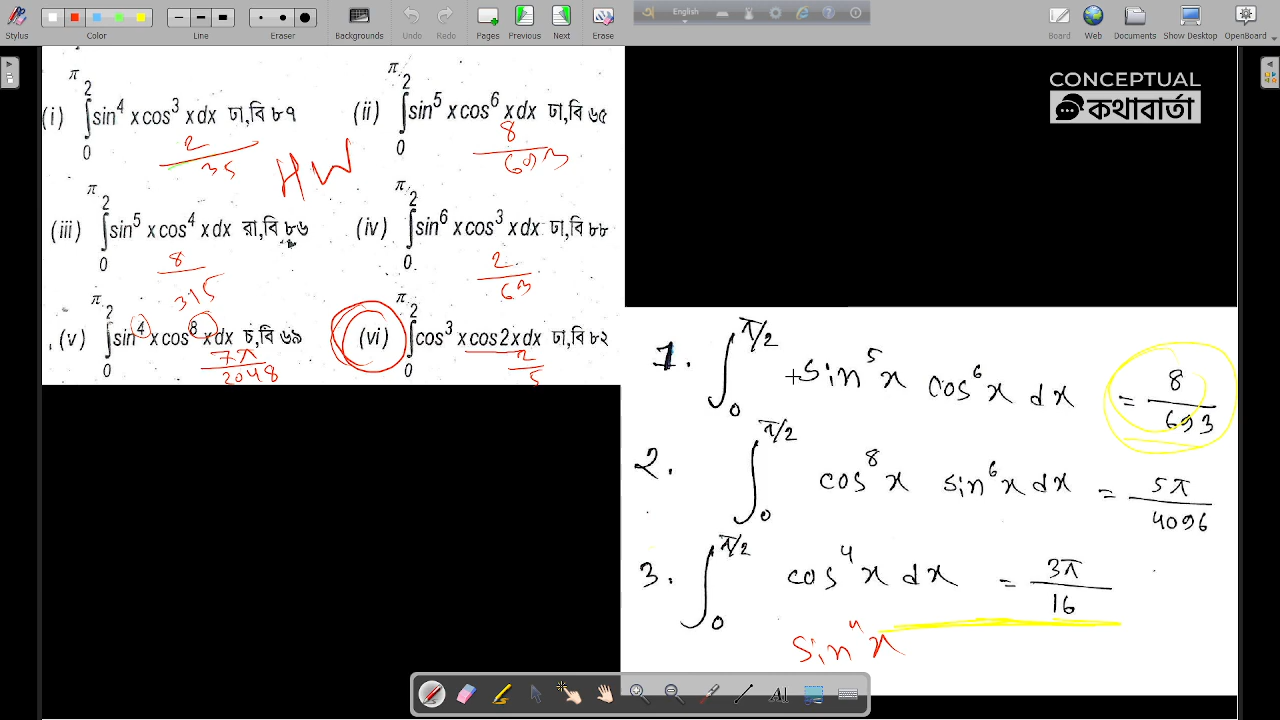 Stylus Color Line Eraser Backgrounds Undo Redo Pages Previous Next Erase English Board Web Documents Show Desktop OpenBoard
CONCEPTUAL
কথাবার্তা
(i) ∫₀^(π/2) sin⁴ x cos³ x dx ঢা,বি ৮৭
2/35
(ii) ∫₀^(π/2) sin⁵ x cos⁶ x dx ঢা,বি ৬৫
8/693
HW
(iii) ∫₀^(π/2) sin⁵ x cos⁴ x dx রা,বি ৮৬
8/315
(iv) ∫₀^(π/2) sin⁶ x cos³ x dx ঢা,বি ৮৮
2/63
(v) ∫₀^(π/2) sin⁴ x cos⁸ x dx চ,বি ৬৯
7π/2048
(vi) ∫₀^(π/2) cos³ x cos2x dx ঢা,বি ৮২
2/5
1. ∫₀^(π/2) + sin⁵x cos⁶x dx = 8/693
2. ∫₀^(π/2) cos⁸x sin⁶x dx = 5π/4096
3. ∫₀^(π/2) cos⁴x dx = 3π/16
sin⁴x